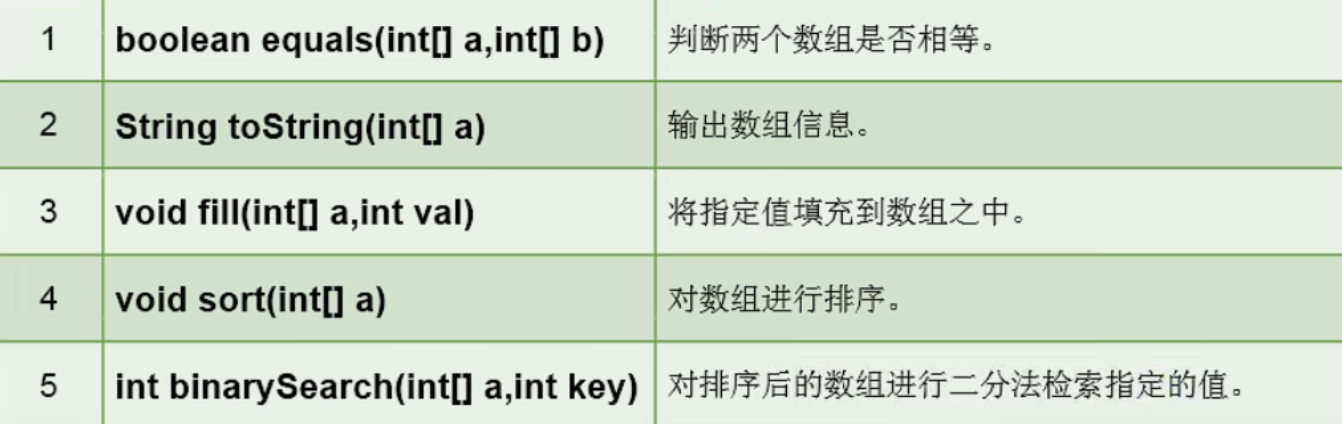 1 boolean equals(int[] a,int[] b) 判断两个数组是否相等。
2 String toString(int[] a) 输出数组信息。
3 void fill(int[] a,int val) 将指定值填充到数组之中。
4 void sort(int[] a) 对数组进行排序。
5 int binarySearch(int[] a,int key) 对排序后的数组进行二分法检索指定的值。